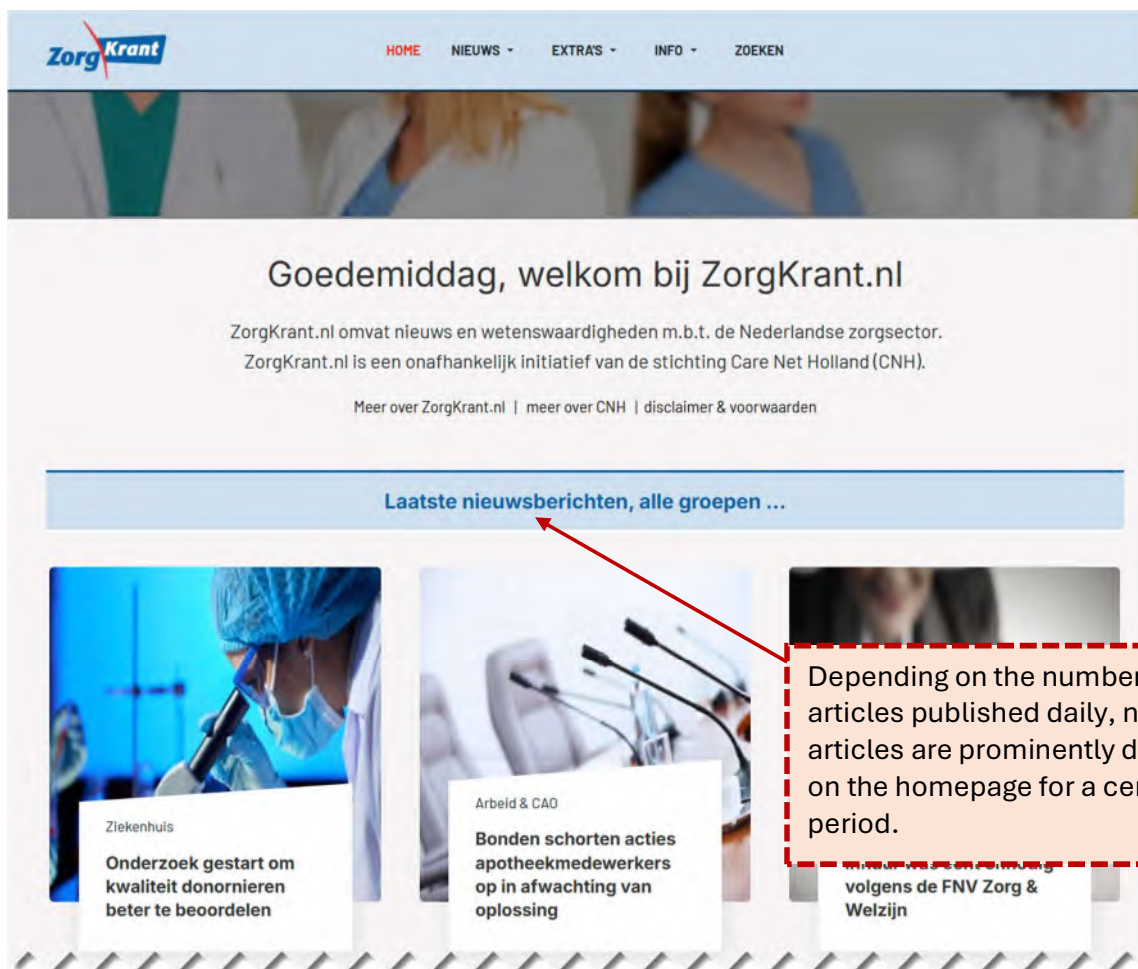 ZorgKrant
HOME NIEUWS EXTRA'S INFO ZOEKEN
Goedemiddag, welkom bij ZorgKrant.nl
ZorgKrant.nl omvat nieuws en wetenswaardigheden m.b.t. de Nederlandse zorgsector.
ZorgKrant.nl is een onafhankelijk initiatief van de stichting Care Net Holland (CNH).
Meer over ZorgKrant.nl | meer over CNH | disclaimer & voorwaarden
Laatste nieuwsberichten, alle groepen ...
Ziekenhuis
Onderzoek gestart om
kwaliteit donornieren
beter te beoordelen
Arbeid & CAO
Bonden schorten acties
apotheekmedewerkers
op in afwachting van
oplossing
Depending on the number
articles published daily,
articles are prominently
on the homepage for a
period.
volgens de FNV Zorg &
Welzijn